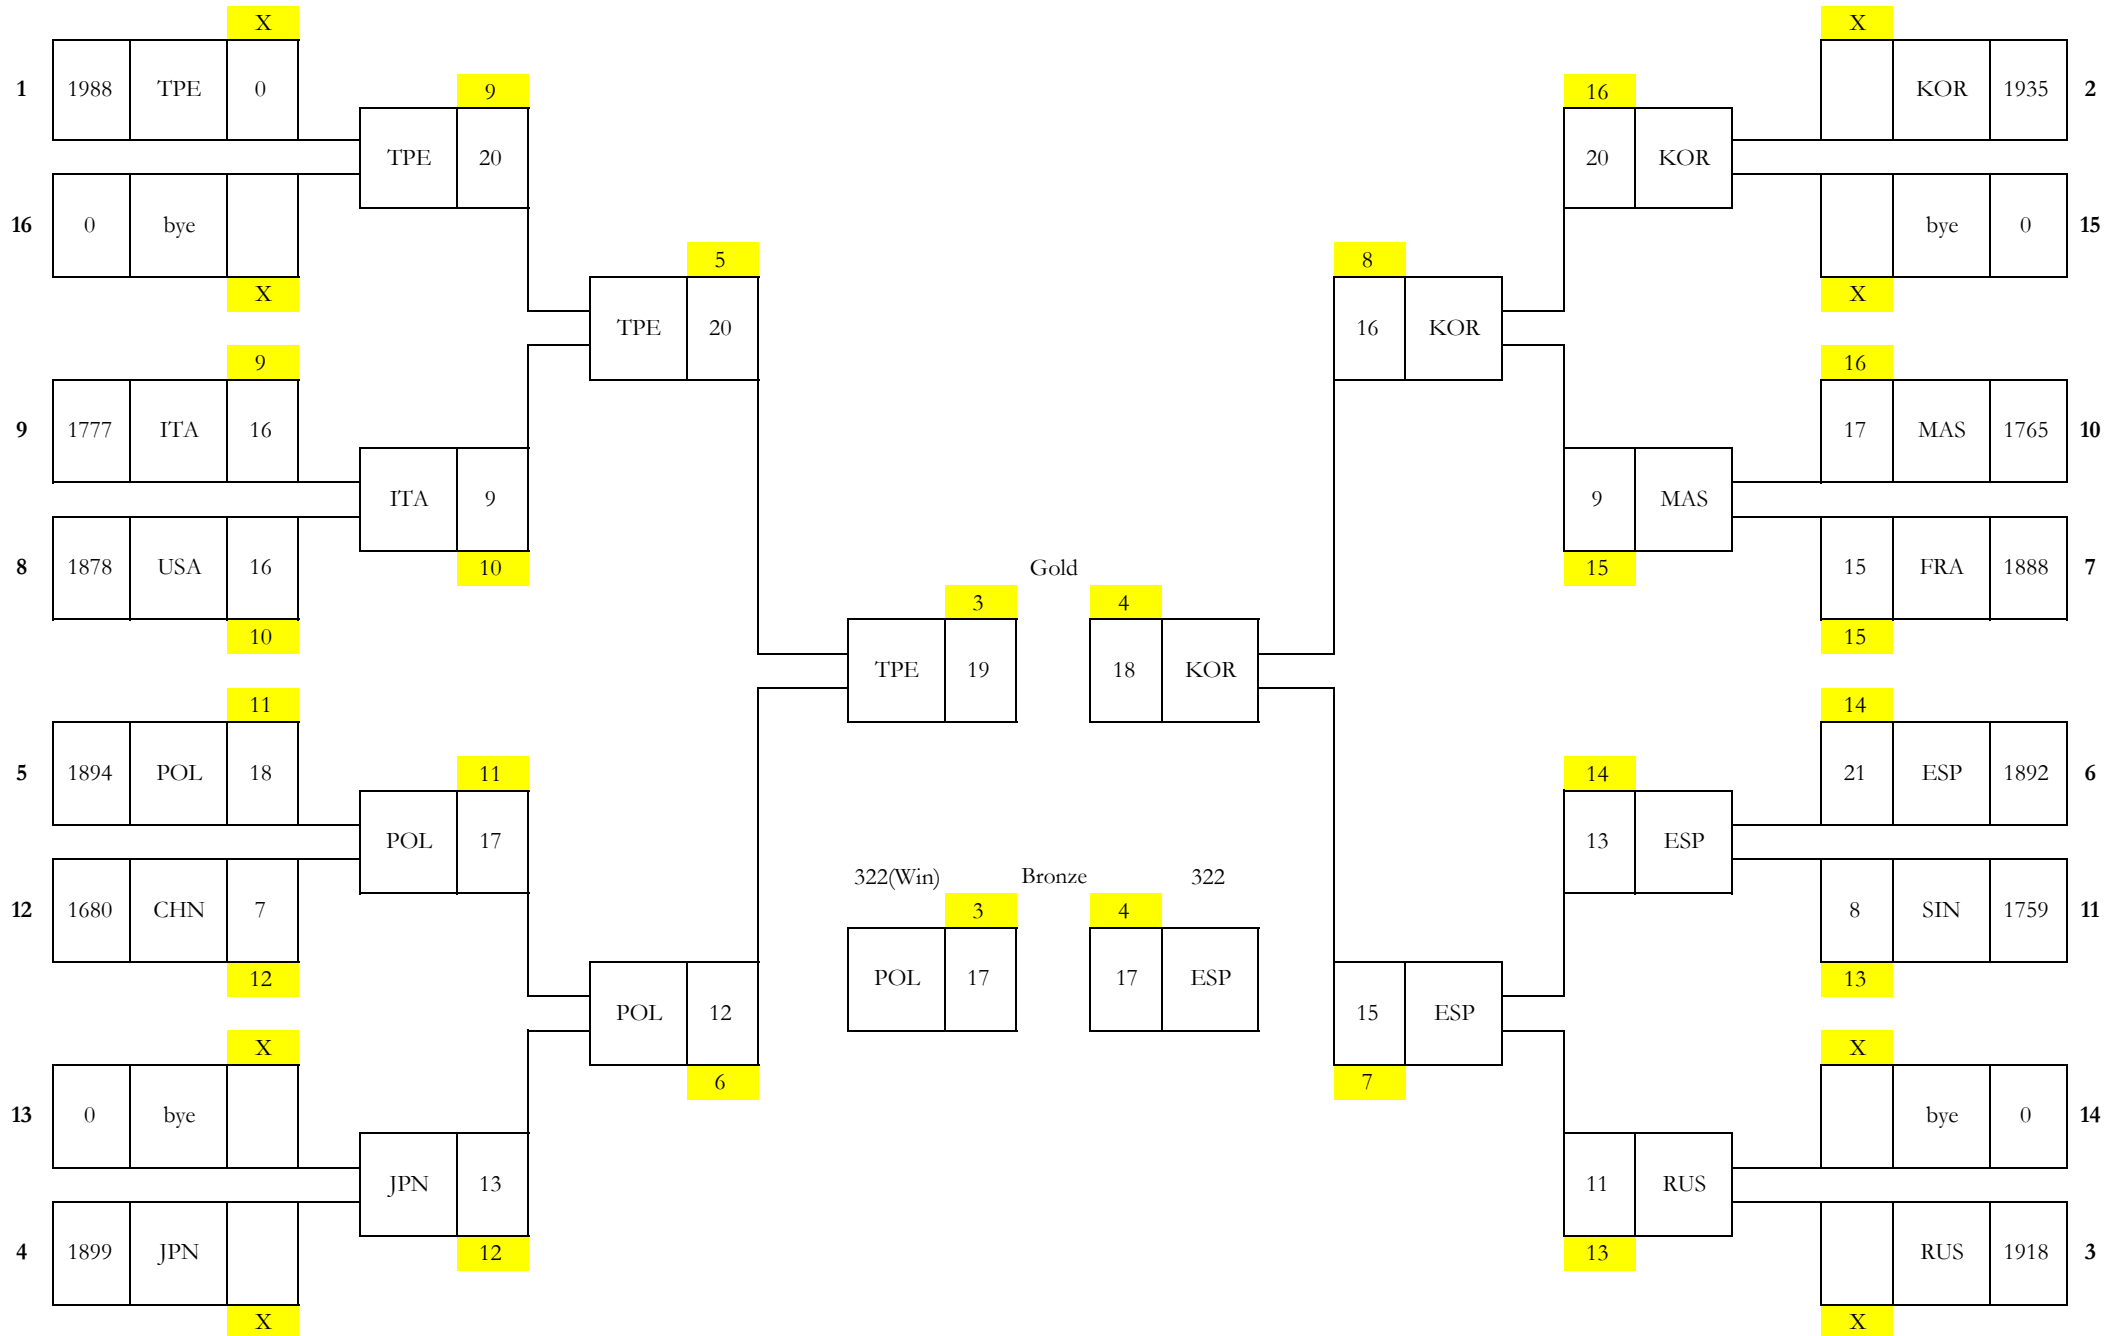 X X
1 1988 TPE 0 KOR 1935 2
9 16
TPE 20 20 KOR
16 0 bye bye 0 15
5 8
X X
TPE 20 16 KOR
9 16
9 1777 ITA 16 17 MAS 1765 10
ITA 9 9 MAS
8 1878 USA 16 Gold 15 FRA 1888 7
10 15
3 4
10 15
TPE 19 18 KOR
11 14
5 1894 POL 18 21 ESP 1892 6
11 14
POL 17 13 ESP
322(Win) Bronze 322
12 1680 CHN 7 3 4 8 SIN 1759 11
12 13
POL 17 17 ESP
POL 12 15 ESP
X X
6 7
13 0 bye bye 0 14
JPN 13 11 RUS
4 1899 JPN RUS 1918 3
12 13
X X